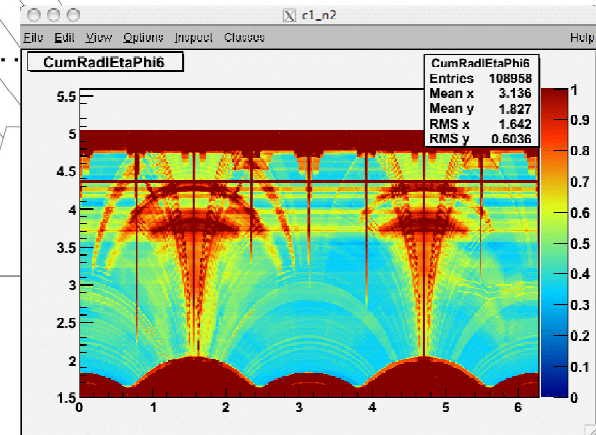 c1_n2
File Edit View Options Inspect Classes Help
CumRadlEtaPhi6
CumRadlEtaPhi6
Entries 108958
Mean x 3.136
Mean y 1.827
RMS x 1.642
RMS y 0.6036
5.5
5
4.5
4
3.5
3
2.5
2
1.5
0 1 2 3 4 5 6
1
0.9
0.8
0.7
0.6
0.5
0.4
0.3
0.2
0.1
0